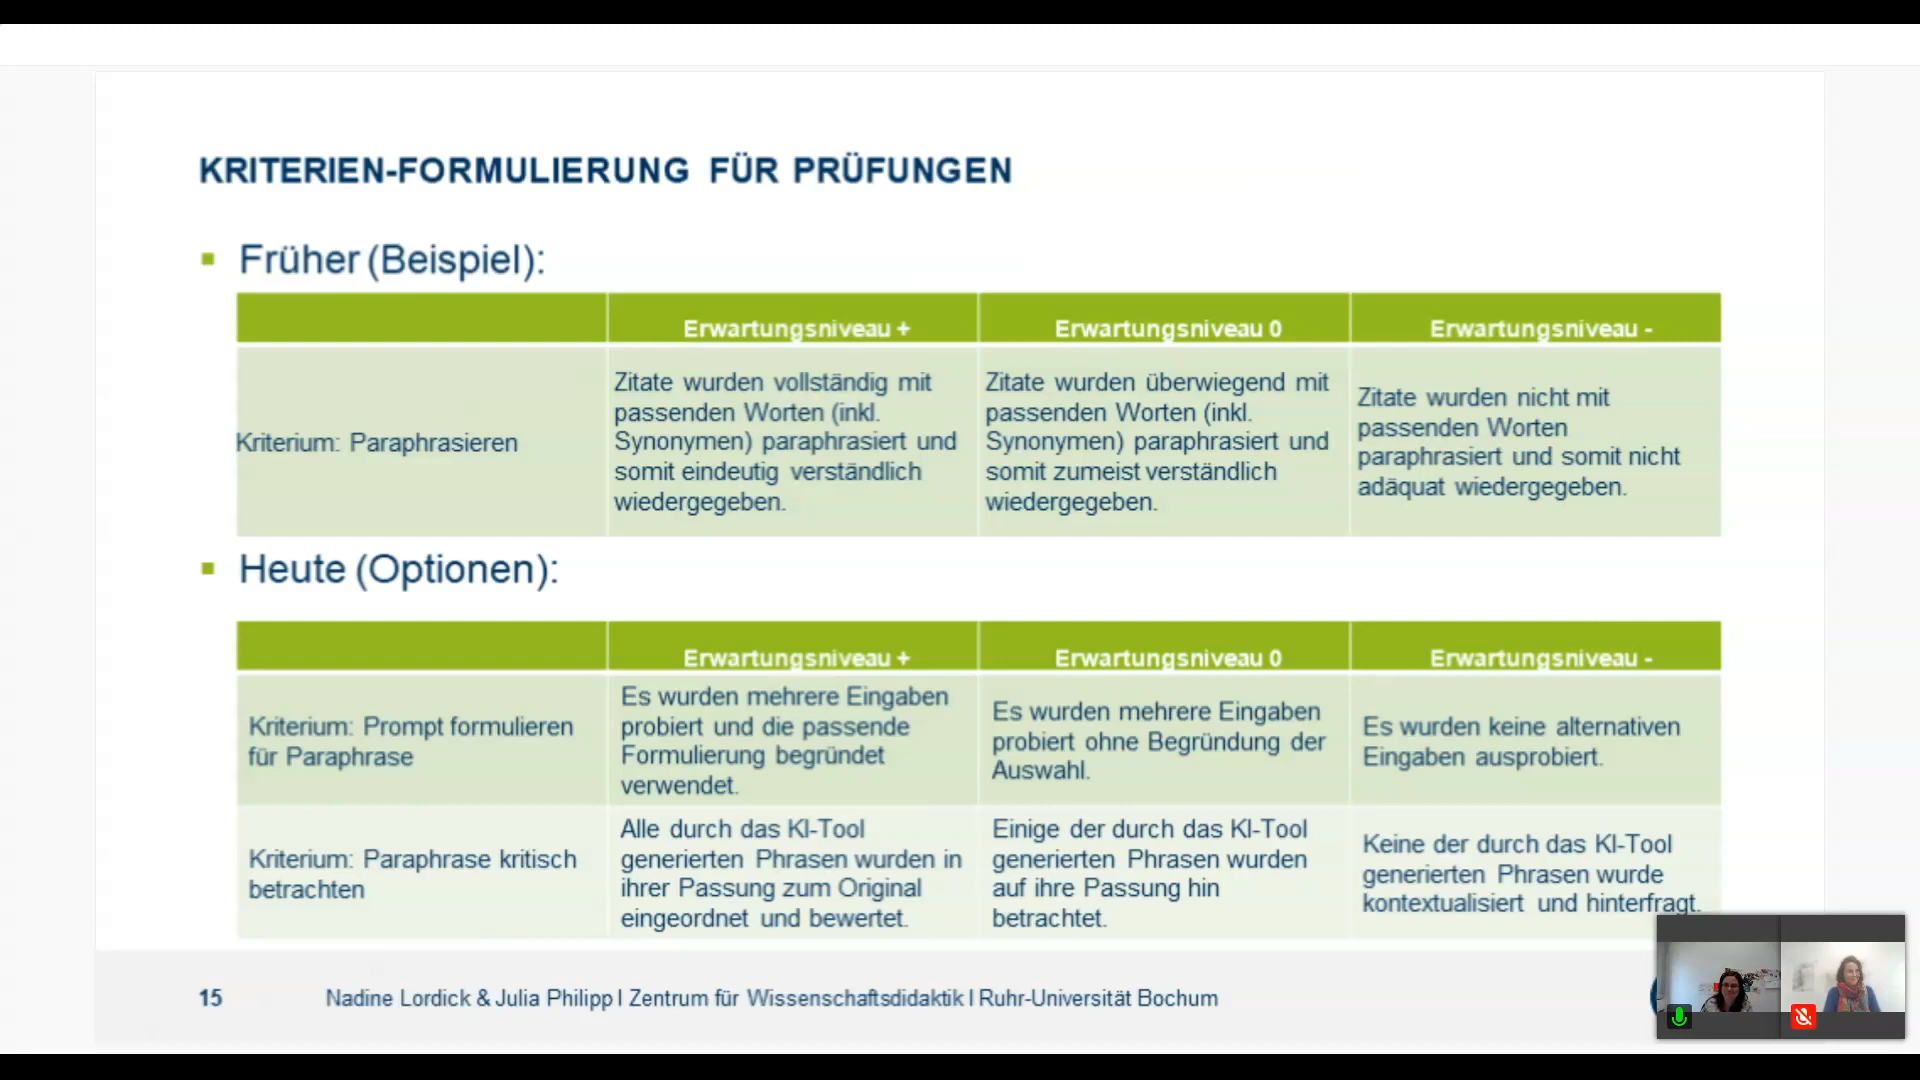 KRITERIEN-FORMULIERUNG FÜR PRÜFUNGEN
Früher (Beispiel):
Erwartungsniveau +
Erwartungsniveau 0
Erwartungsniveau -
Kriterium: Paraphrasieren
Zitate wurden vollständig mit
passenden Worten (inkl.
Synonymen) paraphrasiert und
somit eindeutig verständlich
wiedergegeben.
Zitate wurden überwiegend mit
passenden Worten (inkl.
Synonymen) paraphrasiert und
somit zumeist verständlich
wiedergegeben.
Zitate wurden nicht mit
passenden Worten
paraphrasiert und somit nicht
adäquat wiedergegeben.
Heute (Optionen):
Erwartungsniveau +
Erwartungsniveau 0
Erwartungsniveau -
Kriterium: Prompt formulieren
für Paraphrase
Es wurden mehrere Eingaben
probiert und die passende
Formulierung begründet
verwendet.
Es wurden mehrere Eingaben
probiert ohne Begründung der
Auswahl.
Es wurden keine alternativen
Eingaben ausprobiert.
Kriterium: Paraphrase kritisch
betrachten
Alle durch das KI-Tool
generierten Phrasen wurden in
ihrer Passung zum Original
eingeordnet und bewertet.
Einige der durch das KI-Tool
generierten Phrasen wurden
auf ihre Passung hin
betrachtet.
Keine der durch das KI-Tool
generierten Phrasen wurde
kontextualisiert und hinterfragt.
15
Nadine Lordick & Julia Philipp I Zentrum für Wissenschaftsdidaktik I Ruhr-Universität Bochum